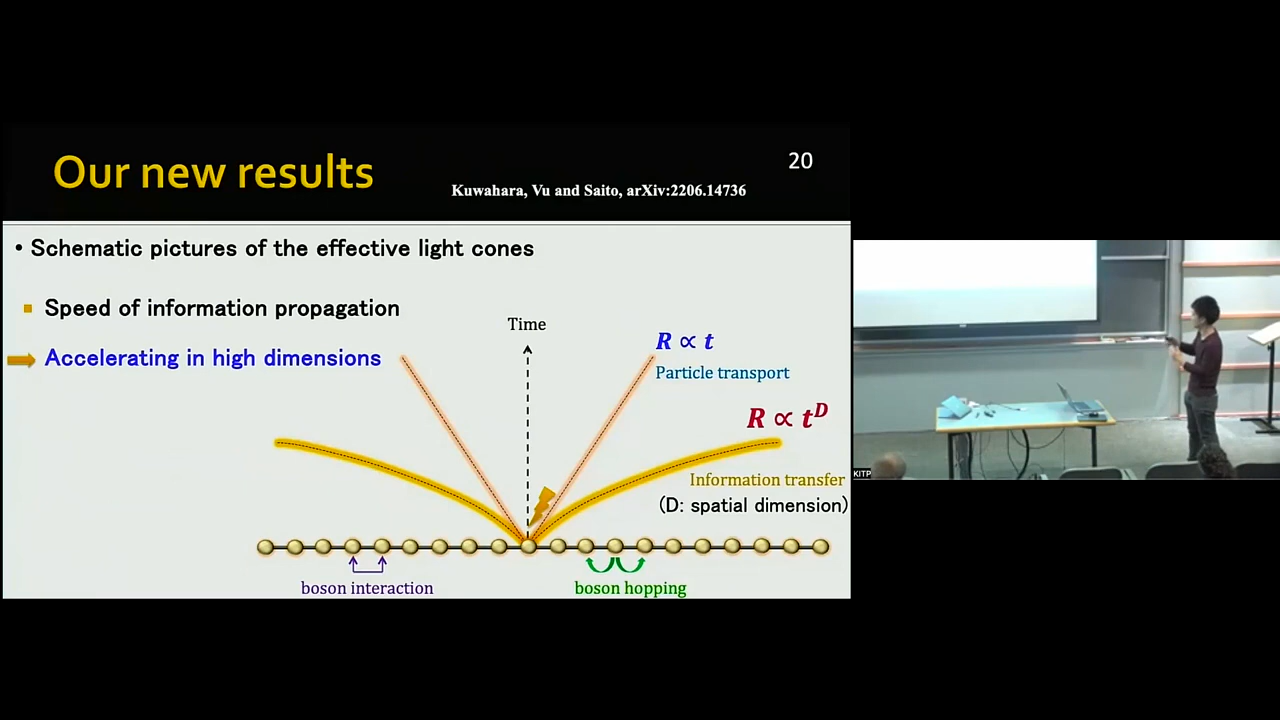 Our new results
20
Kuwahara, Vu and Saito, arXiv:2206.14736
• Schematic pictures of the effective light cones
Speed of information propagation
Time
R ∝ t
Accelerating in high dimensions
Particle transport
R ∝ t^D
Information transfer
(D: spatial dimension)
boson interaction
boson hopping
KITP